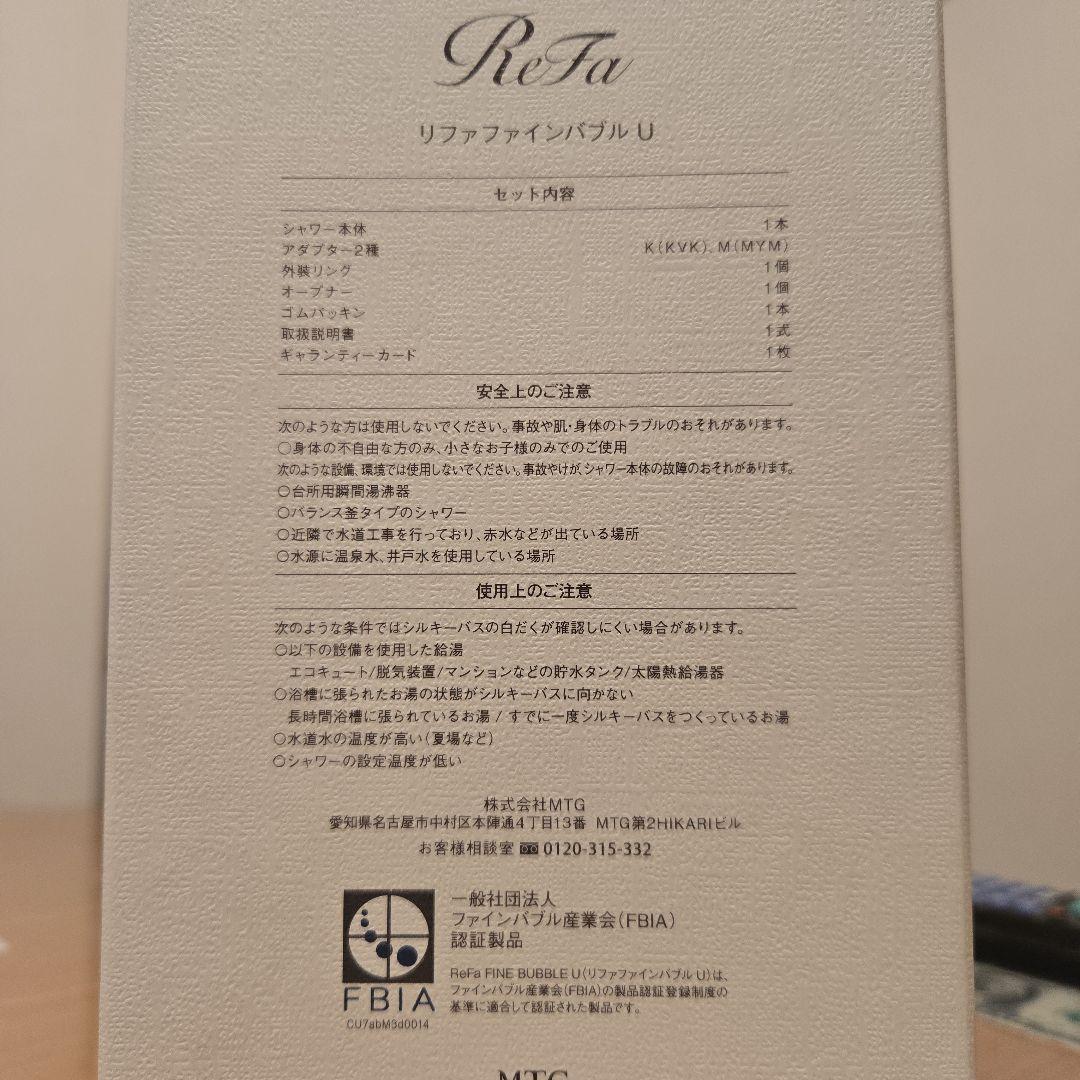 ReFa
リファファインバブル U
セット内容
シャワー本体 1本
アダプター2種 K(KVK)、M(MYM)
外装リング 1個
オープナー 1個
ゴムパッキン 1本
取扱説明書 1式
ギャランティーカード 1枚
安全上のご注意
次のような方は使用しないでください。事故や肌・身体のトラブルのおそれがあります。
○身体の不自由な方のみ、小さなお子様のみでのご使用
次のような設備、環境では使用しないでください。事故やけが、シャワー本体の故障のおそれがあります。
○台所用瞬間湯沸器
○バランス釜タイプのシャワー
○近隣で水道工事を行っており、赤水などが出ている場所
○水源に温泉水、井戸水を使用している場所
使用上のご注意
次のような条件ではシルキーバスの白だくが確認しにくい場合があります。
○以下の設備を使用した給湯
エコキュート/脱気装置/マンションなどの貯水タンク/太陽熱給湯器
○浴槽に張られたお湯の状態がシルキーバスに向かない
長時間浴槽に張られているお湯 / すでに一度シルキーバスをつくっているお湯
○水道水の温度が高い(夏場など)
○シャワーの設定温度が低い
株式会社MTG
愛知県名古屋市中村区本陣通4丁目13番 MTG第2HIKARIビル
お客様相談室 0120-315-332
一般社団法人
ファインバブル産業会(FBIA)
認証製品
ReFa FINE BUBBLE U(リファファインバブル U)は、
ファインバブル産業会(FBIA)の製品認証登録制度の
基準に適合して認証された製品です。
FBIA
CU7abM3d0014
MTG